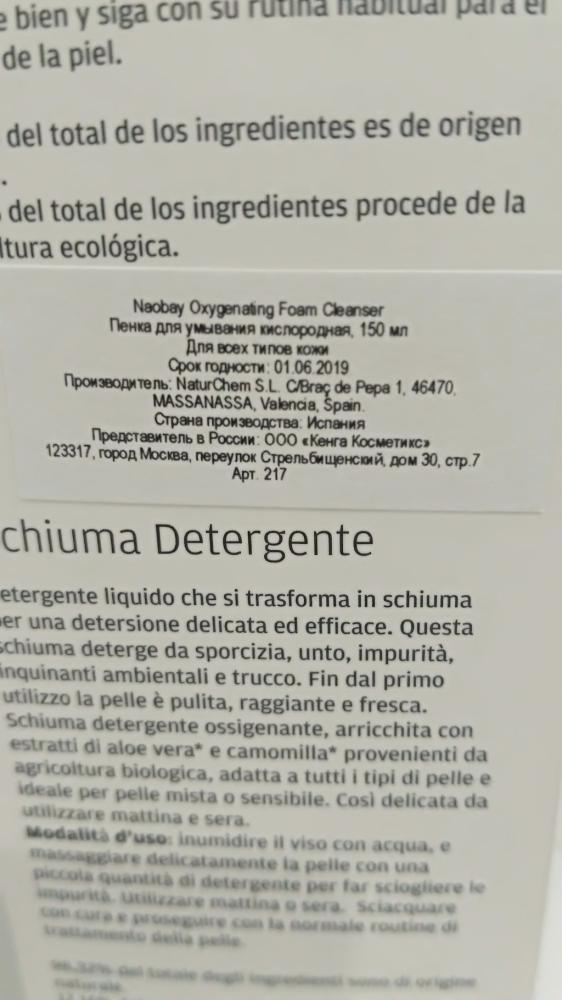 e bien y siga con su rutina habitual para el
de la piel.
del total de los ingredientes es de origen
.
del total de los ingredientes procede de la
ltura ecológica.
Naobay Oxygenating Foam Cleanser
Пенка для умывания кислородная, 150 мл
Для всех типов кожи
Срок годности: 01.06.2019
Производитель: NaturChem S.L. C/Braç de Pepa 1, 46470,
MASSANASSA, Valencia, Spain.
Страна производства: Испания
Представитель в России: ООО «Кенга Косметикс»
123317, город Москва, переулок Стрельбищенский, дом 30, стр.7
Арт. 217
chiuma Detergente
etergente liquido che si trasforma in schiuma
er una detersione delicata ed efficace. Questa
schiuma deterge da sporcizia, unto, impurità,
inquinanti ambientali e trucco. Fin dal primo
utilizzo la pelle è pulita, raggiante e fresca.
Schiuma detergente ossigenante, arricchita con
estratti di aloe vera* e camomilla* provenienti da
agricoltura biologica, adatta a tutti i tipi di pelle e
ideale per pelle mista o sensibile. Così delicata da
utilizzare mattina e sera.
Modalità d'uso: inumidire il viso con acqua, e
massaggiare delicatamente la pelle con una
piccola quantità di detergente per far sciogliere le
impurità. Utilizzare mattina o sera. Sciacquare
con cura e proseguire con la normale routine di
trattamento della pelle.
del totale degli ingredienti sono di origine
naturale.